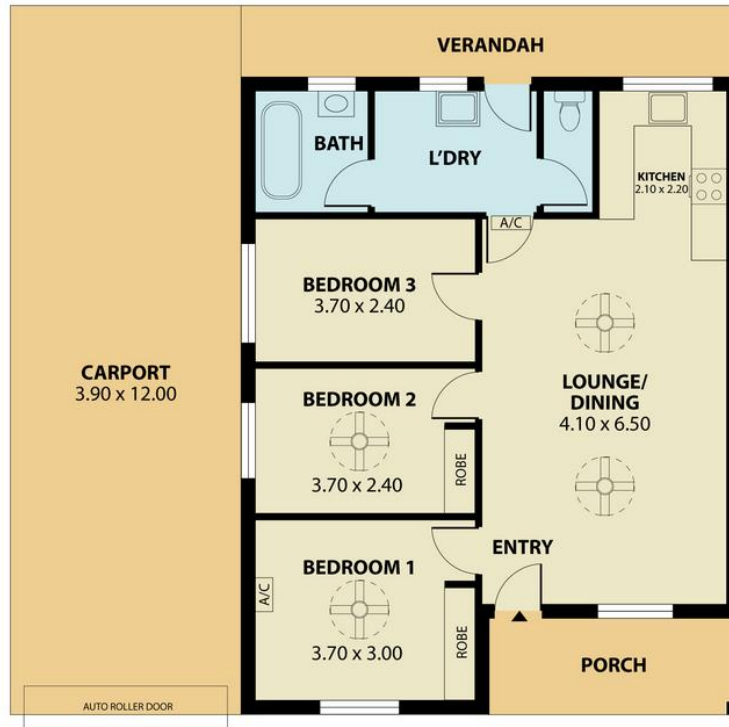 VERANDAH
BATH
L'DRY
KITCHEN
2.10 x 2.20
A/C
BEDROOM 3
3.70 x 2.40
CARPORT
3.90 x 12.00
BEDROOM 2
3.70 x 2.40
ROBE
LOUNGE/
DINING
4.10 x 6.50
ENTRY
BEDROOM 1
3.70 x 3.00
A/C
ROBE
PORCH
AUTO ROLLER DOOR